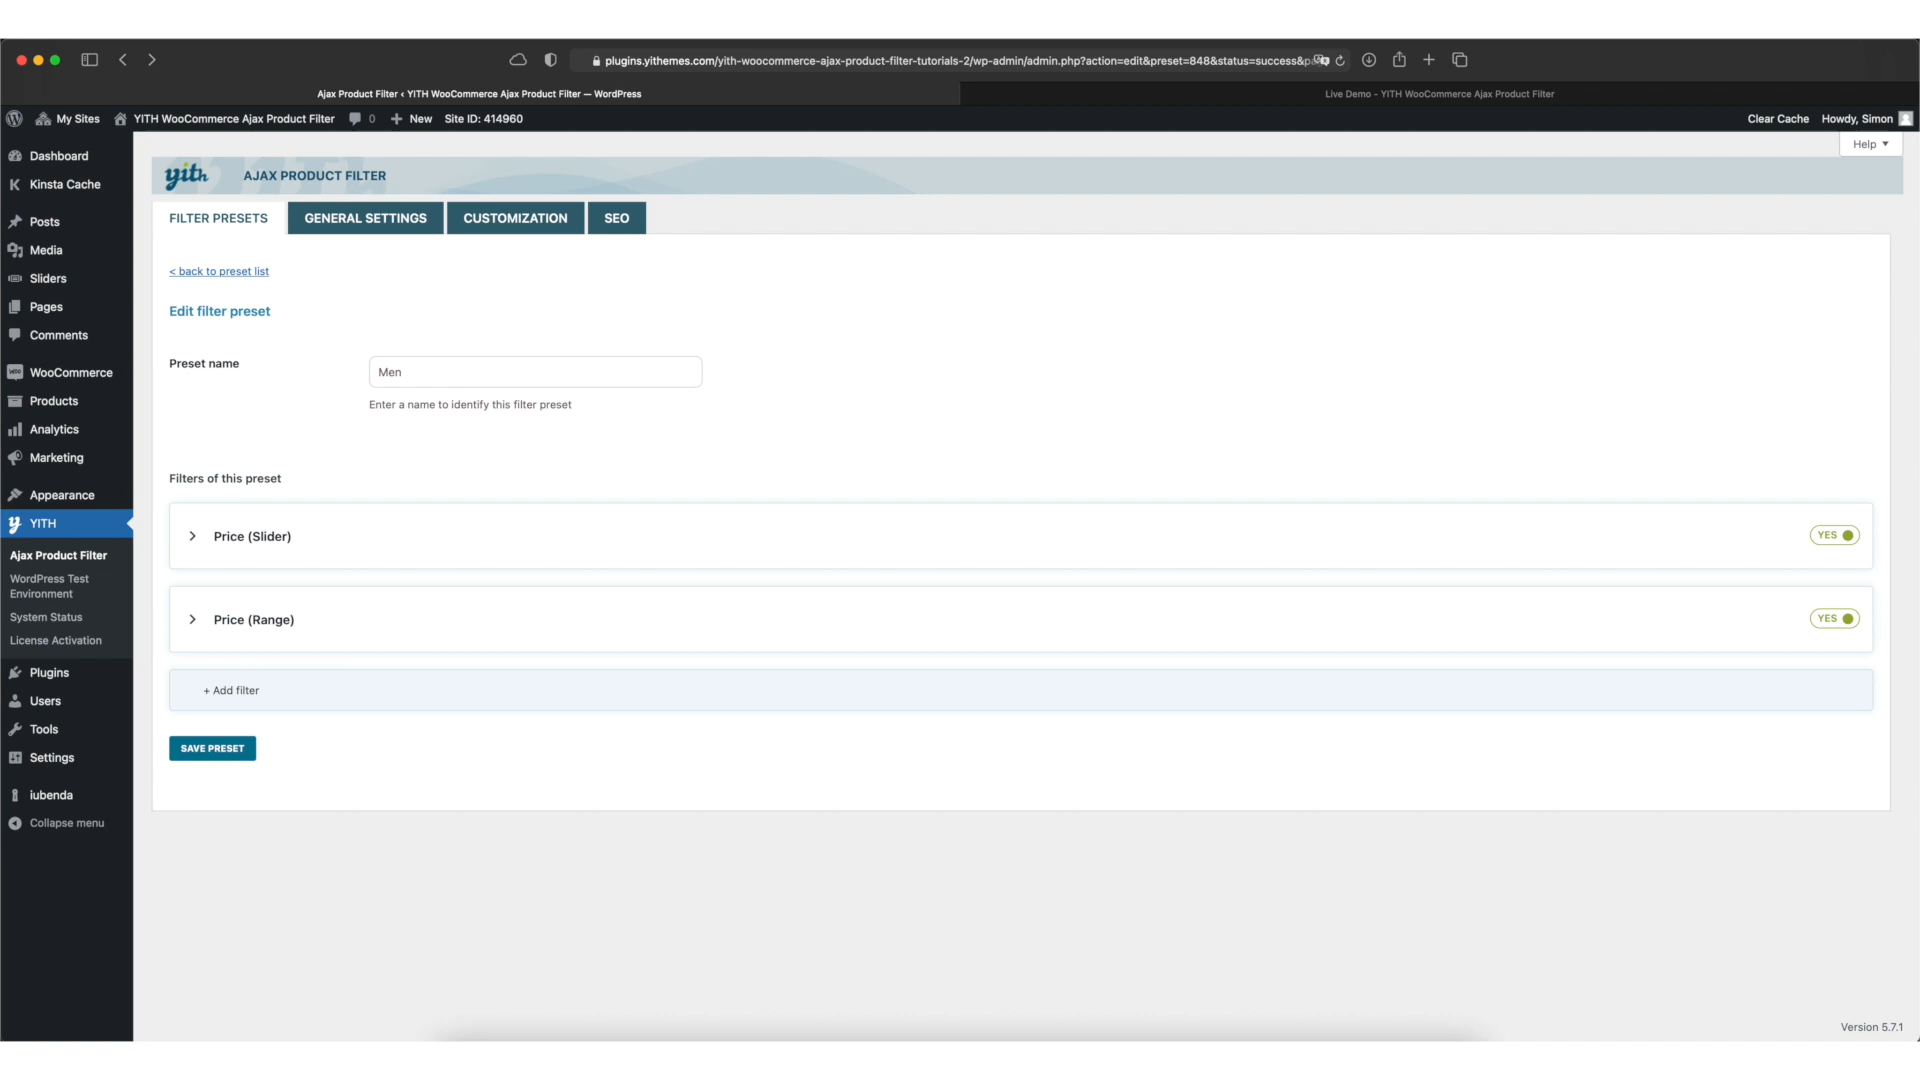 plugins.yithemes.com/yith-woocommerce-ajax-product-filter-tutorials-2/wp-admin/admin.php?action=edit&preset=848&status=success&p
Ajax Product Filter ‹ YITH WooCommerce Ajax Product Filter — WordPress
Live Demo - YITH WooCommerce Ajax Product Filter
My Sites
YITH WooCommerce Ajax Product Filter
0
New
Site ID: 414960
Clear Cache
Howdy, Simon
Help
Dashboard
Kinsta Cache
Posts
Media
Sliders
Pages
Comments
WooCommerce
Products
Analytics
Marketing
Appearance
YITH
Ajax Product Filter
WordPress Test
Environment
System Status
License Activation
Plugins
Users
Tools
Settings
iubenda
Collapse menu
yith
AJAX PRODUCT FILTER
FILTER PRESETS
GENERAL SETTINGS
CUSTOMIZATION
SEO
< back to preset list
Edit filter preset
Preset name
Men
Enter a name to identify this filter preset
Filters of this preset
Price (Slider)
YES
Price (Range)
YES
+ Add filter
SAVE PRESET
Version 5.7.1